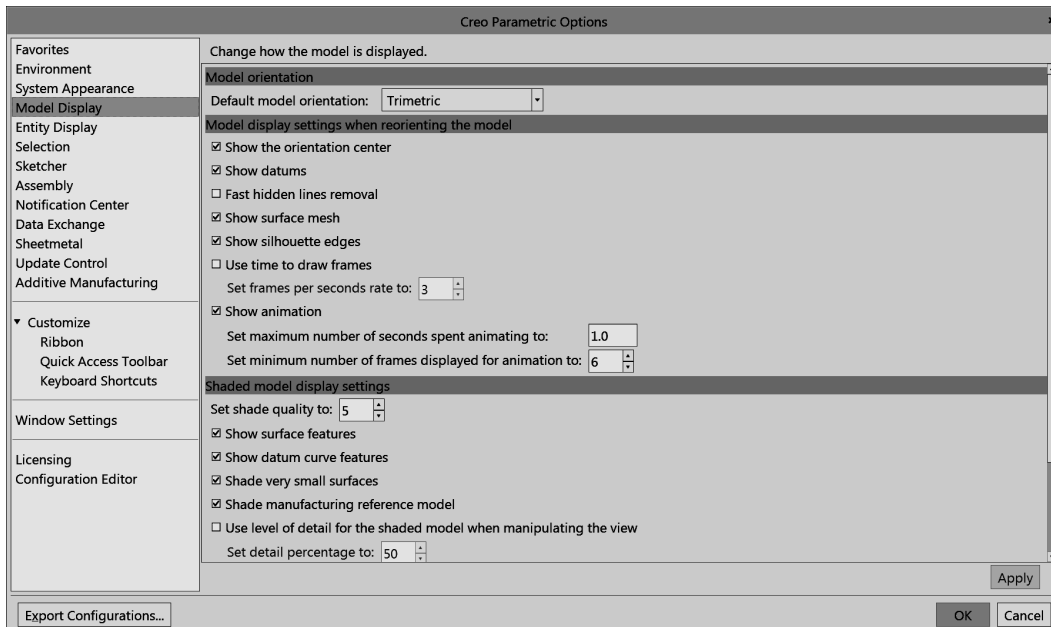 Creo Parametric Options
Favorites
Environment
System Appearance
Model Display
Entity Display
Selection
Sketcher
Assembly
Notification Center
Data Exchange
Sheetmetal
Update Control
Additive Manufacturing
Customize
Ribbon
Quick Access Toolbar
Keyboard Shortcuts
Window Settings
Licensing
Configuration Editor
Change how the model is displayed.
Model orientation
Default model orientation: Trimetric
Model display settings when reorienting the model
Show the orientation center
Show datums
Fast hidden lines removal
Show surface mesh
Show silhouette edges
Use time to draw frames
Set frames per seconds rate to: 3
Show animation
Set maximum number of seconds spent animating to: 1.0
Set minimum number of frames displayed for animation to: 6
Shaded model display settings
Set shade quality to: 5
Show surface features
Show datum curve features
Shade very small surfaces
Shade manufacturing reference model
Use level of detail for the shaded model when manipulating the view
Set detail percentage to: 50
Apply
Export Configurations...
OK
Cancel